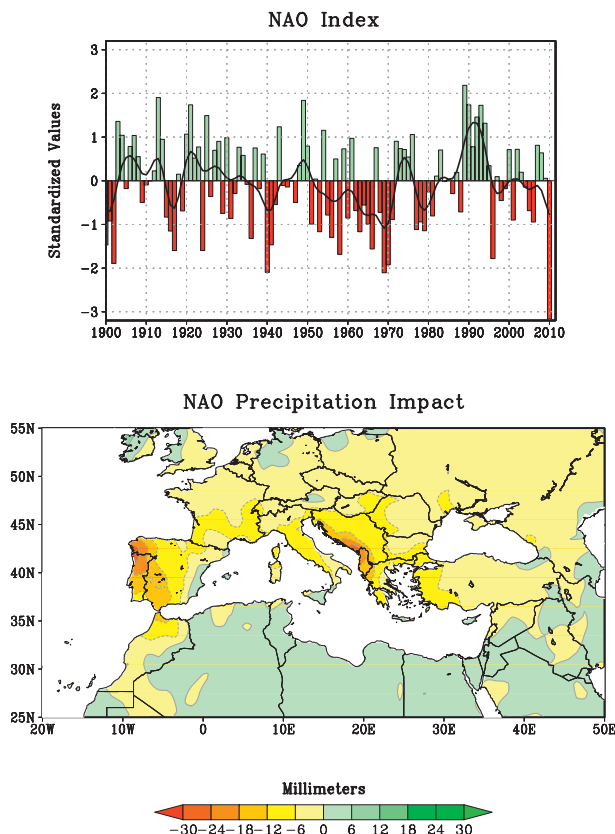 NAO Index
Standardized Values
3
2
1
0
−1
−2
−3
1900 1910 1920 1930 1940 1950 1960 1970 1980 1990 2000 2010
NAO Precipitation Impact
55N
50N
45N
40N
35N
30N
25N
20W 10W 0 10E 20E 30E 40E 50E
Millimeters
−30 −24 −18 −12 −6 0 6 12 18 24 30